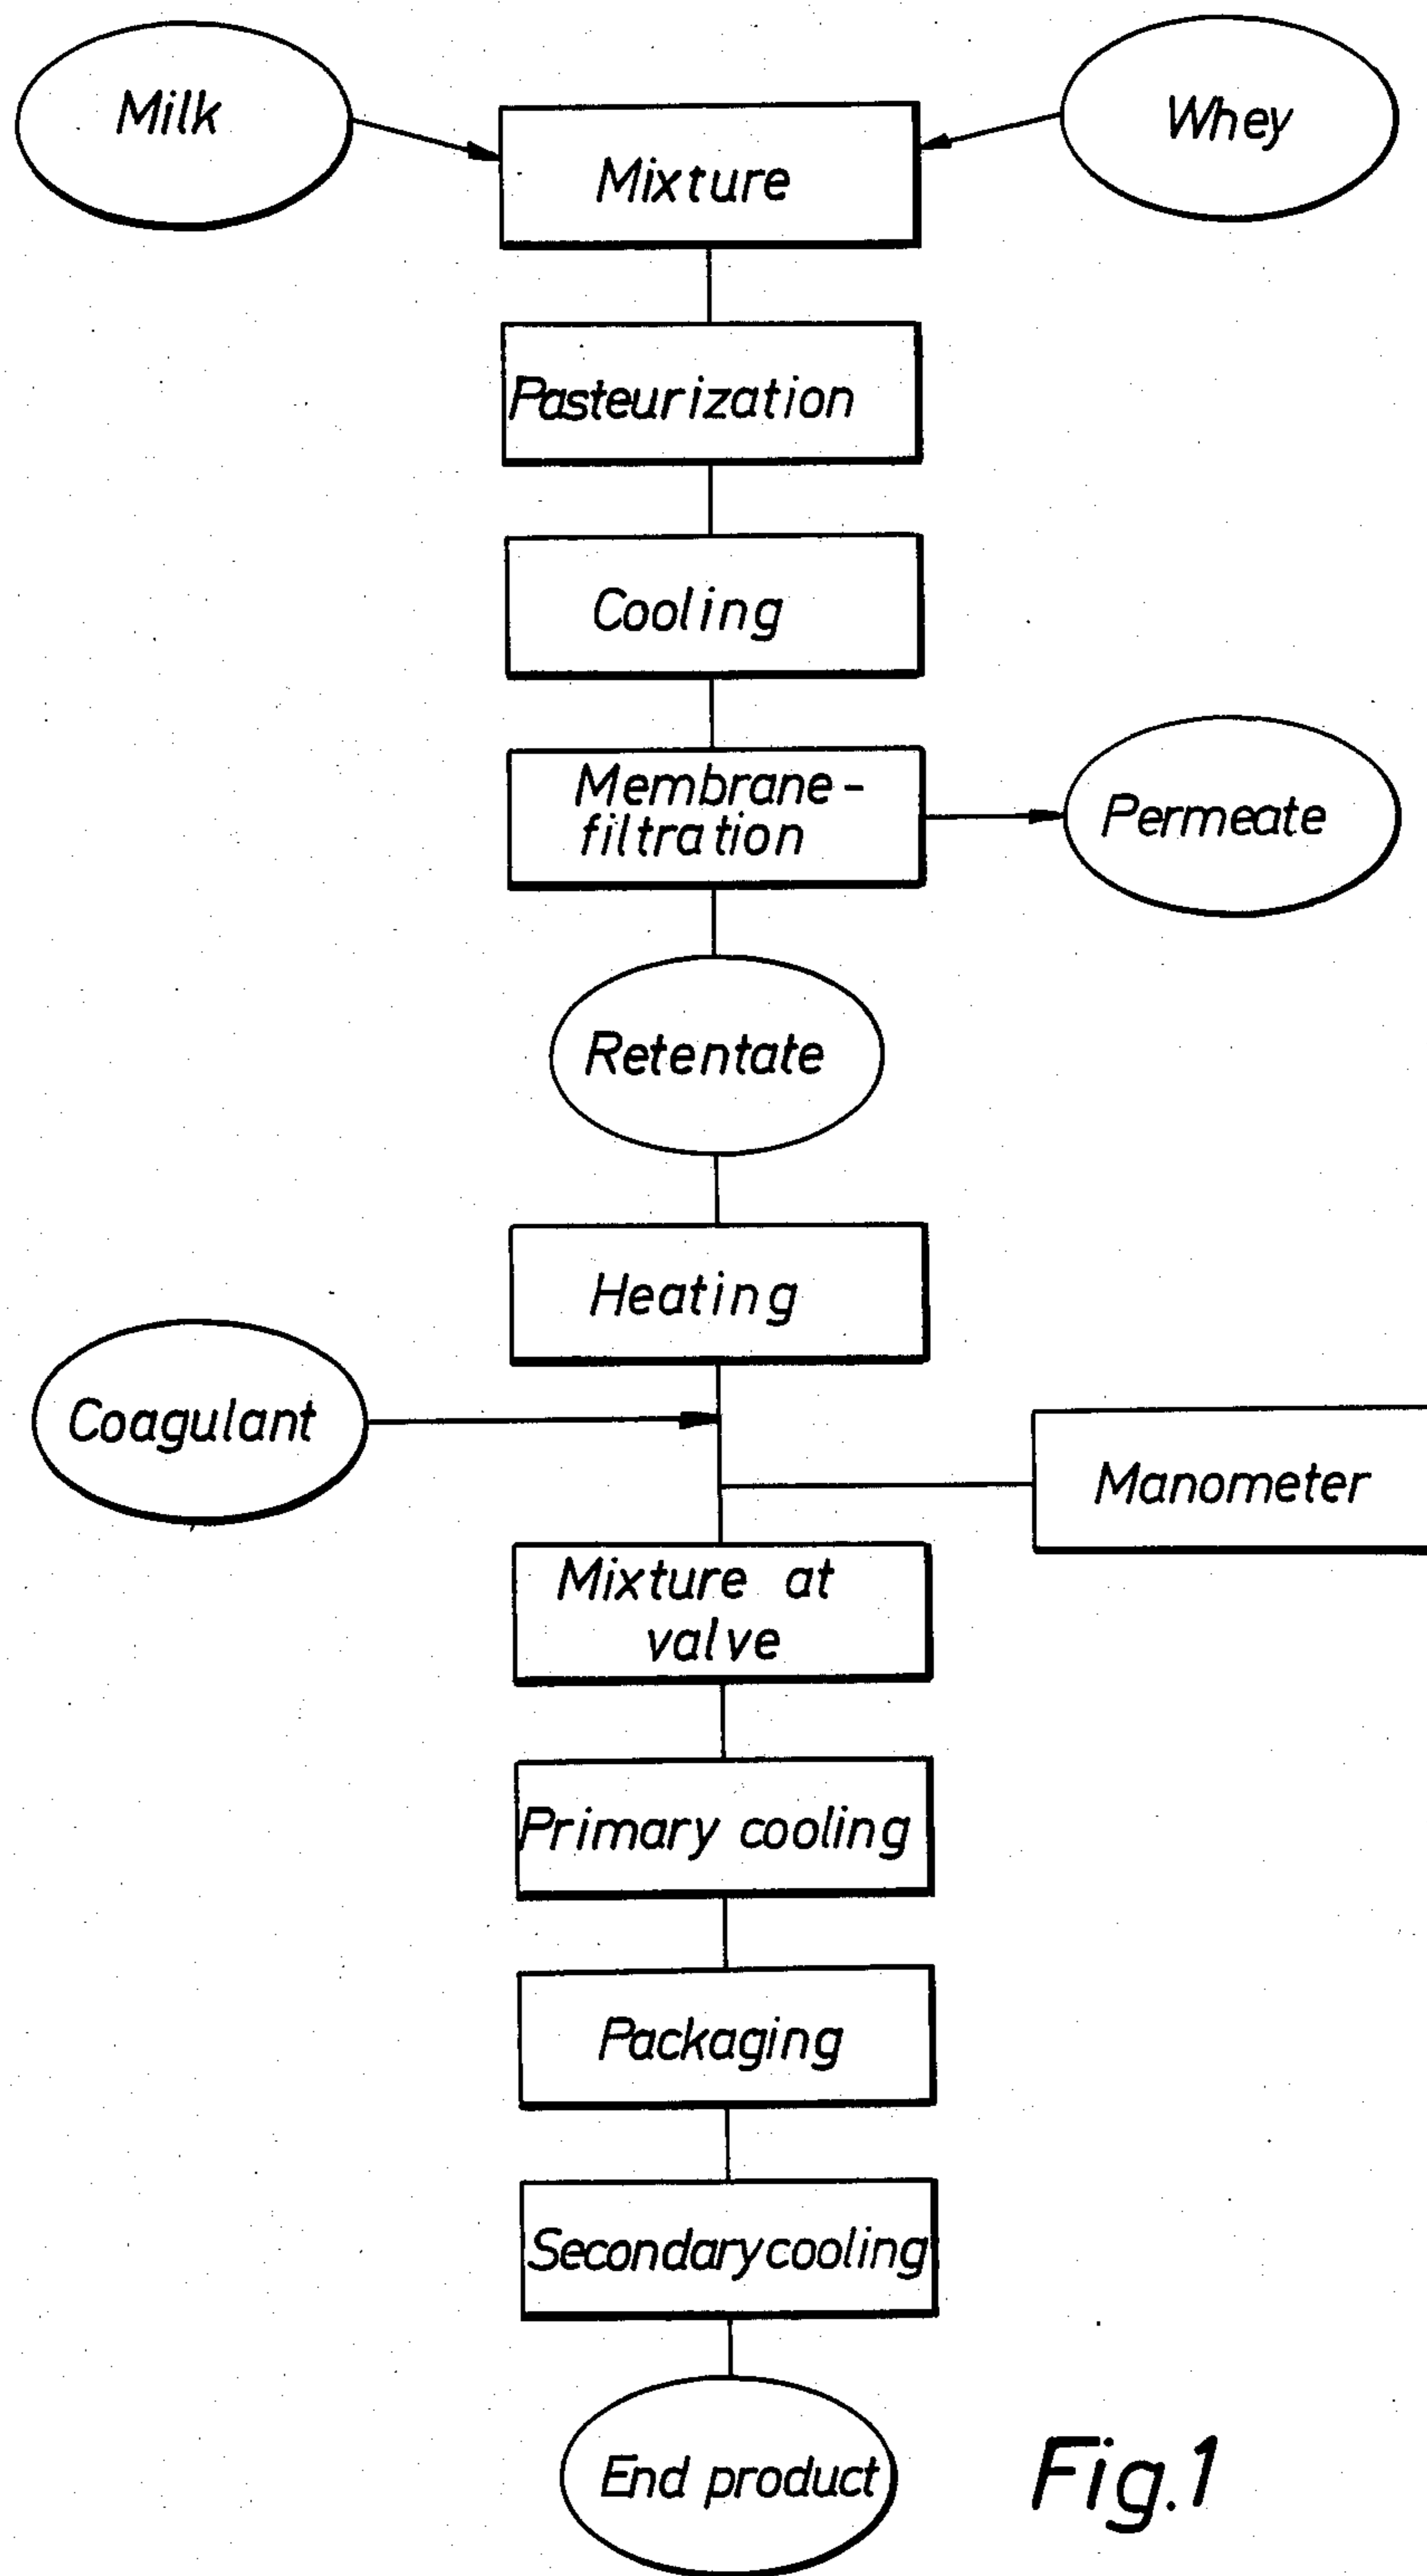 Milk
Whey
Mixture
Pasteurization
Cooling
Membrane-
filtration
Permeate
Retentate
Heating
Coagulant
Manometer
Mixture at
valve
Primary cooling
Packaging
Secondary cooling
End product
Fig.1